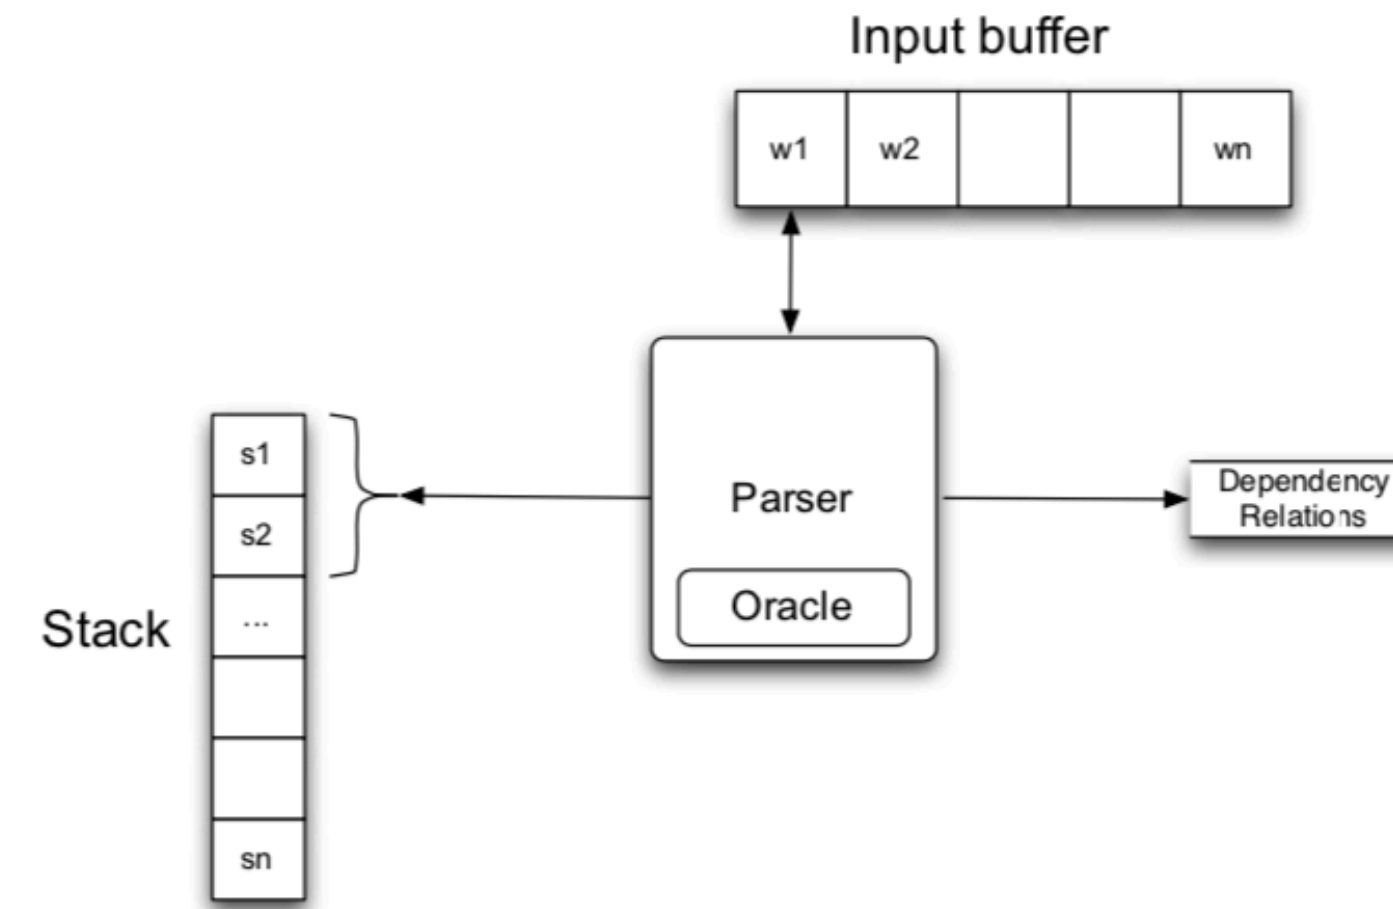 Input buffer
w1 w2 wn
s1
s2
Stack
...
sn
Parser
Oracle
Dependency
Relations